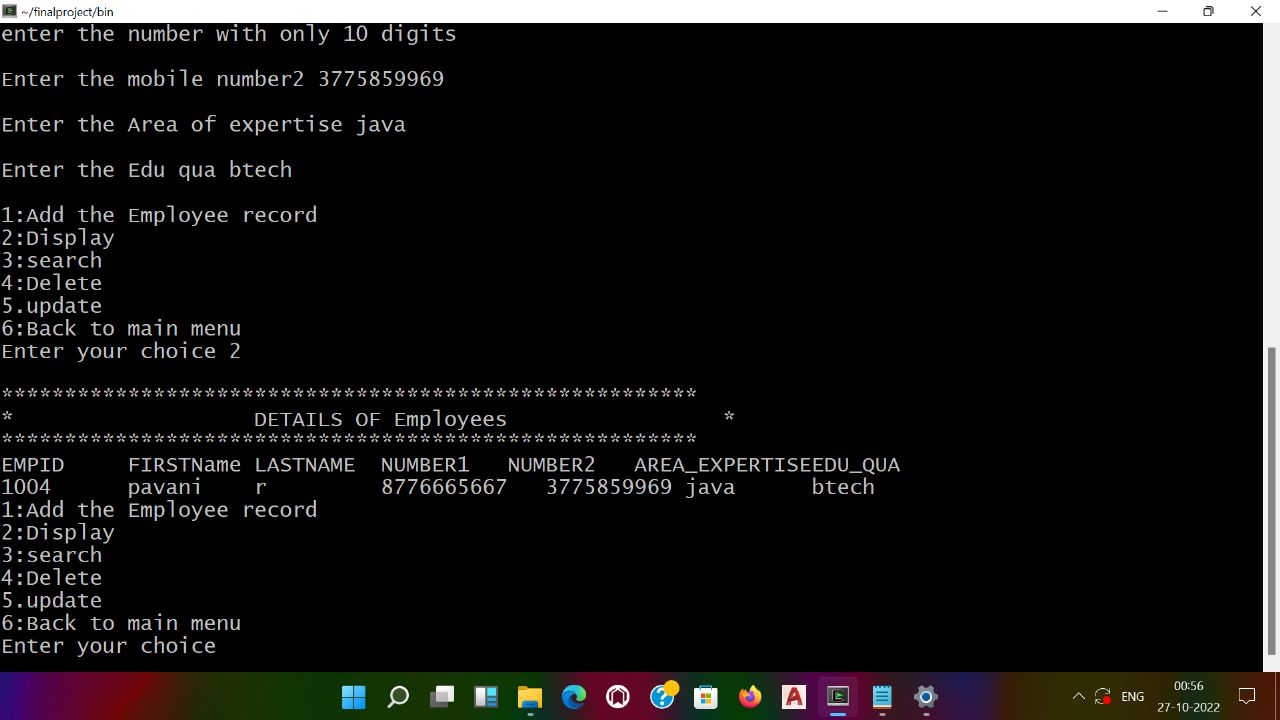 ~/finalproject/bin
enter the number with only 10 digits
Enter the mobile number2 3775859969
Enter the Area of expertise java
Enter the Edu qua btech
1:Add the Employee record
2:Display
3:search
4:Delete
5.update
6:Back to main menu
Enter your choice 2
*******************************************************
* DETAILS OF Employees *
*******************************************************
EMPID FIRSTName LASTNAME NUMBER1 NUMBER2 AREA_EXPERTISEEDU_QUA
1004 pavani r 8776665667 3775859969 java btech
1:Add the Employee record
2:Display
3:search
4:Delete
5.update
6:Back to main menu
Enter your choice
ENG
00:56
27-10-2022